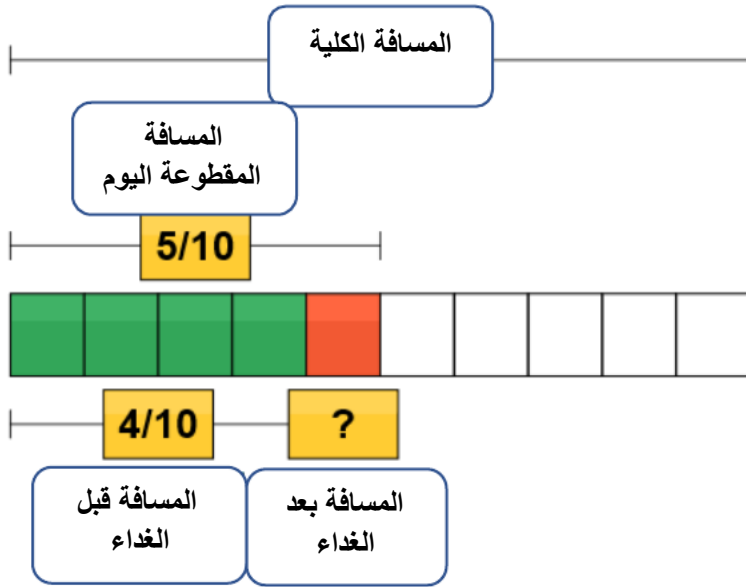 المسافة الكلية
المسافة
المقطوعة اليوم
5/10
4/10
?
المسافة قبل
الغداء
المسافة بعد
الغداء